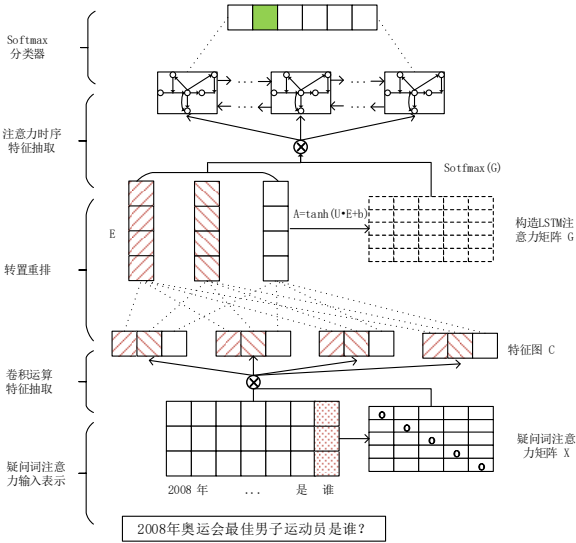 Softmax
分类器
注意力时序
特征抽取
Sotfmax(G)
E
A=tanh(U•E+b)
构造LSTM注
意力矩阵 G
转置重排
特征图 C
卷积运算
特征抽取
疑问词注意
力输入表示
疑问词注意
力矩阵 X
2008 年 ... 是 谁
2008年奥运会最佳男子运动员是谁?